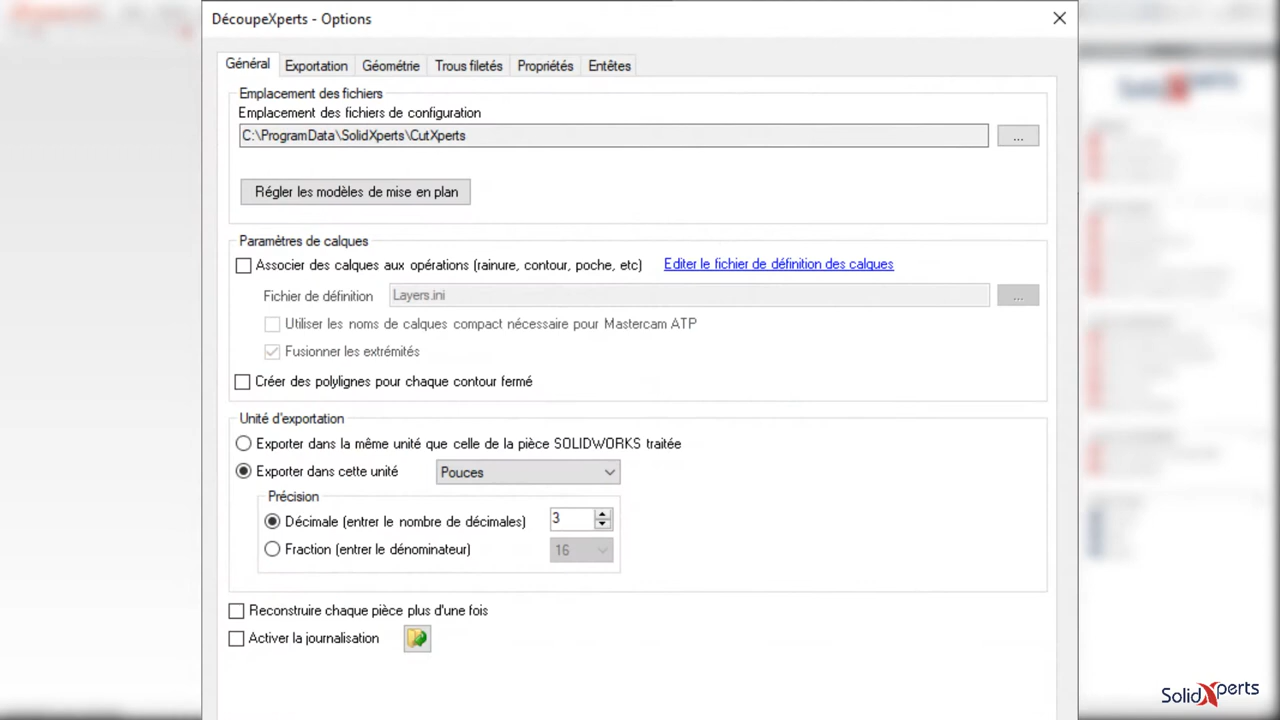 DécoupeXperts - Options
Général Exportation Géométrie Trous filetés Propriétés Entêtes
Emplacement des fichiers
Emplacement des fichiers de configuration
C:\ProgramData\SolidXperts\CutXperts ...
Régler les modèles de mise en plan
Paramètres de calques
Associer des calques aux opérations (rainure, contour, poche, etc) Editer le fichier de définition des calques
Fichier de définition Layers.ini ...
Utiliser les noms de calques compact nécessaire pour Mastercam ATP
Fusionner les extrémités
Créer des polylignes pour chaque contour fermé
Unité d'exportation
Exporter dans la même unité que celle de la pièce SOLIDWORKS traitée
Exporter dans cette unité Pouces
Précision
Décimale (entrer le nombre de décimales) 3
Fraction (entrer le dénominateur) 16
Reconstruire chaque pièce plus d'une fois
Activer la journalisation
SolidXperts